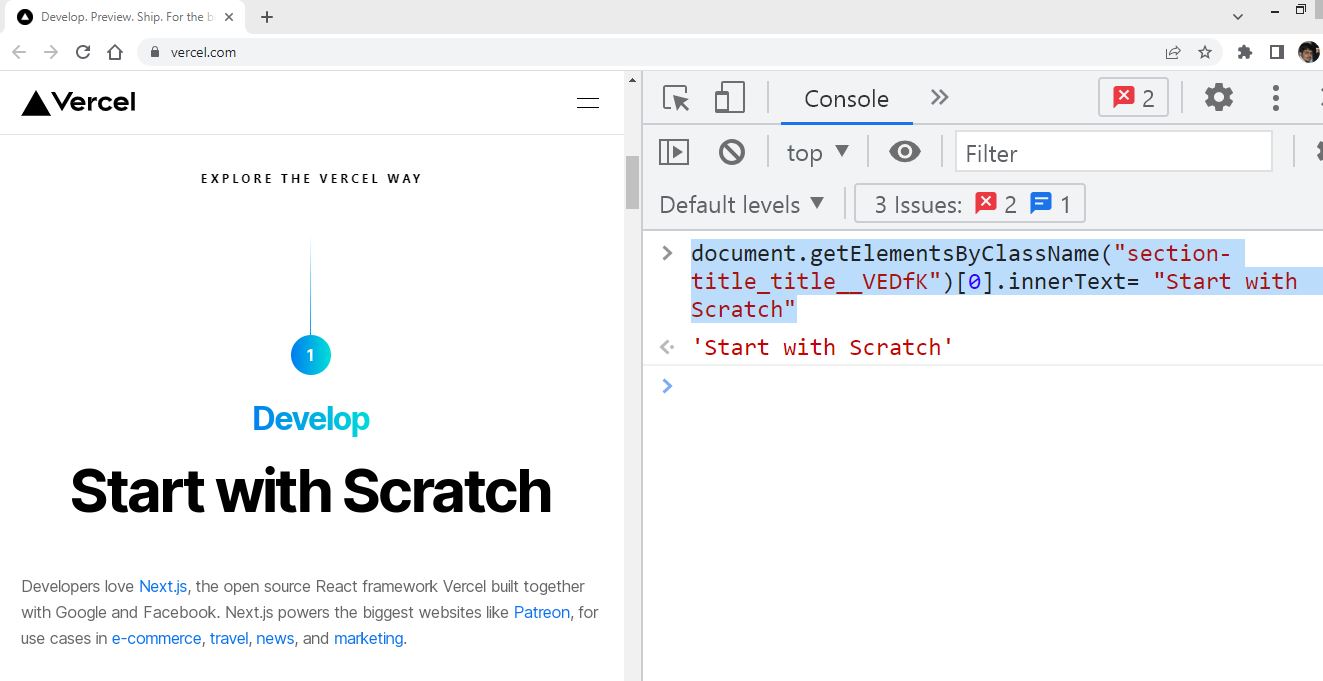 Develop. Preview. Ship. For the b
vercel.com
Vercel
EXPLORE THE VERCEL WAY
1
Develop
Start with Scratch
Developers love Next.js, the open source React framework Vercel built together
with Google and Facebook. Next.js powers the biggest websites like Patreon, for
use cases in e-commerce, travel, news, and marketing.
Console
2
top
Filter
Default levels
3 Issues: 2 1
document.getElementsByClassName("section-
title_title__VEDfK")[0].innerText= "Start with
Scratch"
'Start with Scratch'